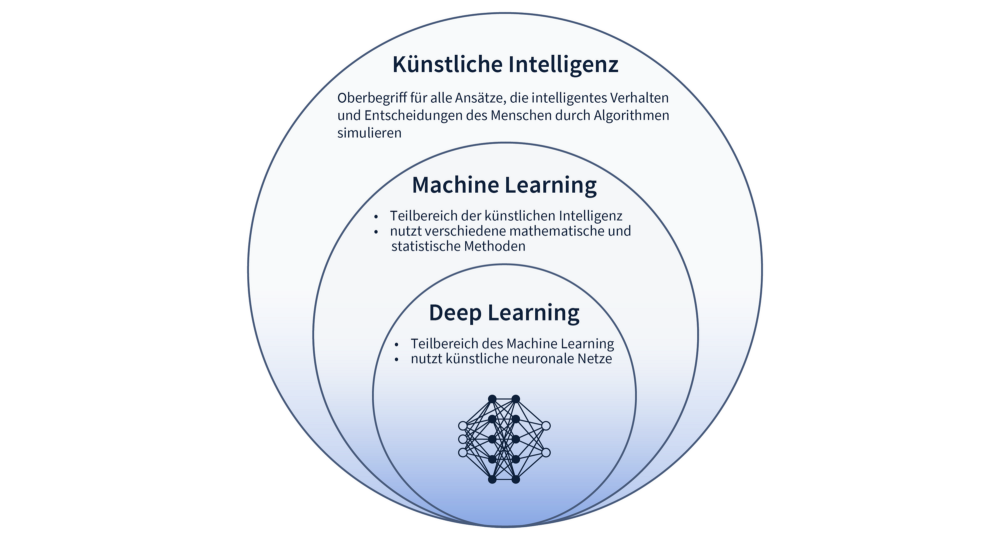 Künstliche Intelligenz
Oberbegriff für alle Ansätze, die intelligentes Verhalten
und Entscheidungen des Menschen durch Algorithmen
simulieren
Machine Learning
• Teilbereich der künstlichen Intelligenz
• nutzt verschiedene mathematische und
statistische Methoden
Deep Learning
• Teilbereich des Machine Learning
• nutzt künstliche neuronale Netze